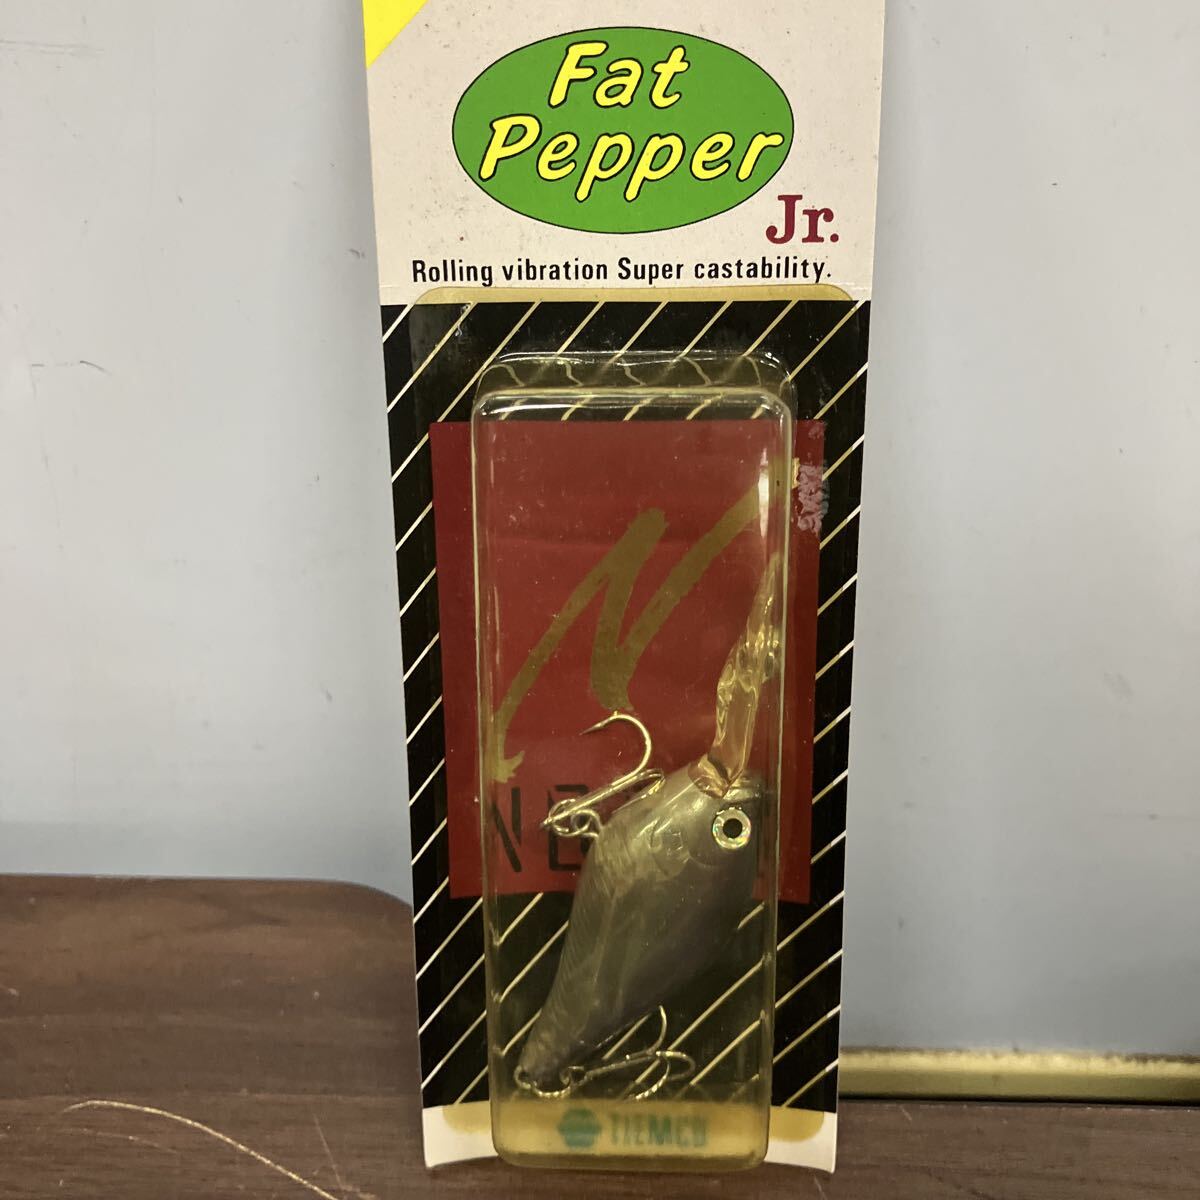 Fat
Pepper
Jr.
Rolling vibration Super castability.
N
TIEMCO